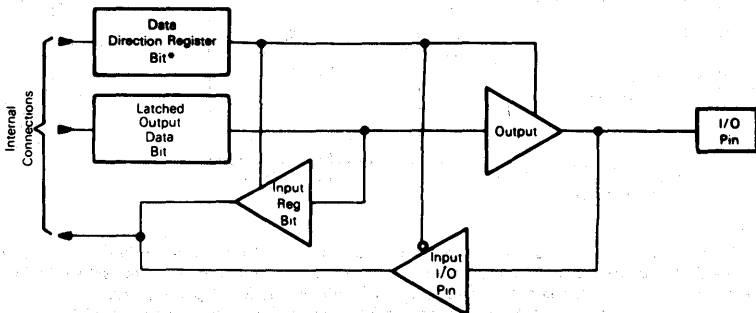 Data
Direction Register
Bit*
Latched
Output
Data
Bit
Internal
Connections
Output
I/O
Pin
Input
Reg
Bit
Input
I/O
Pin